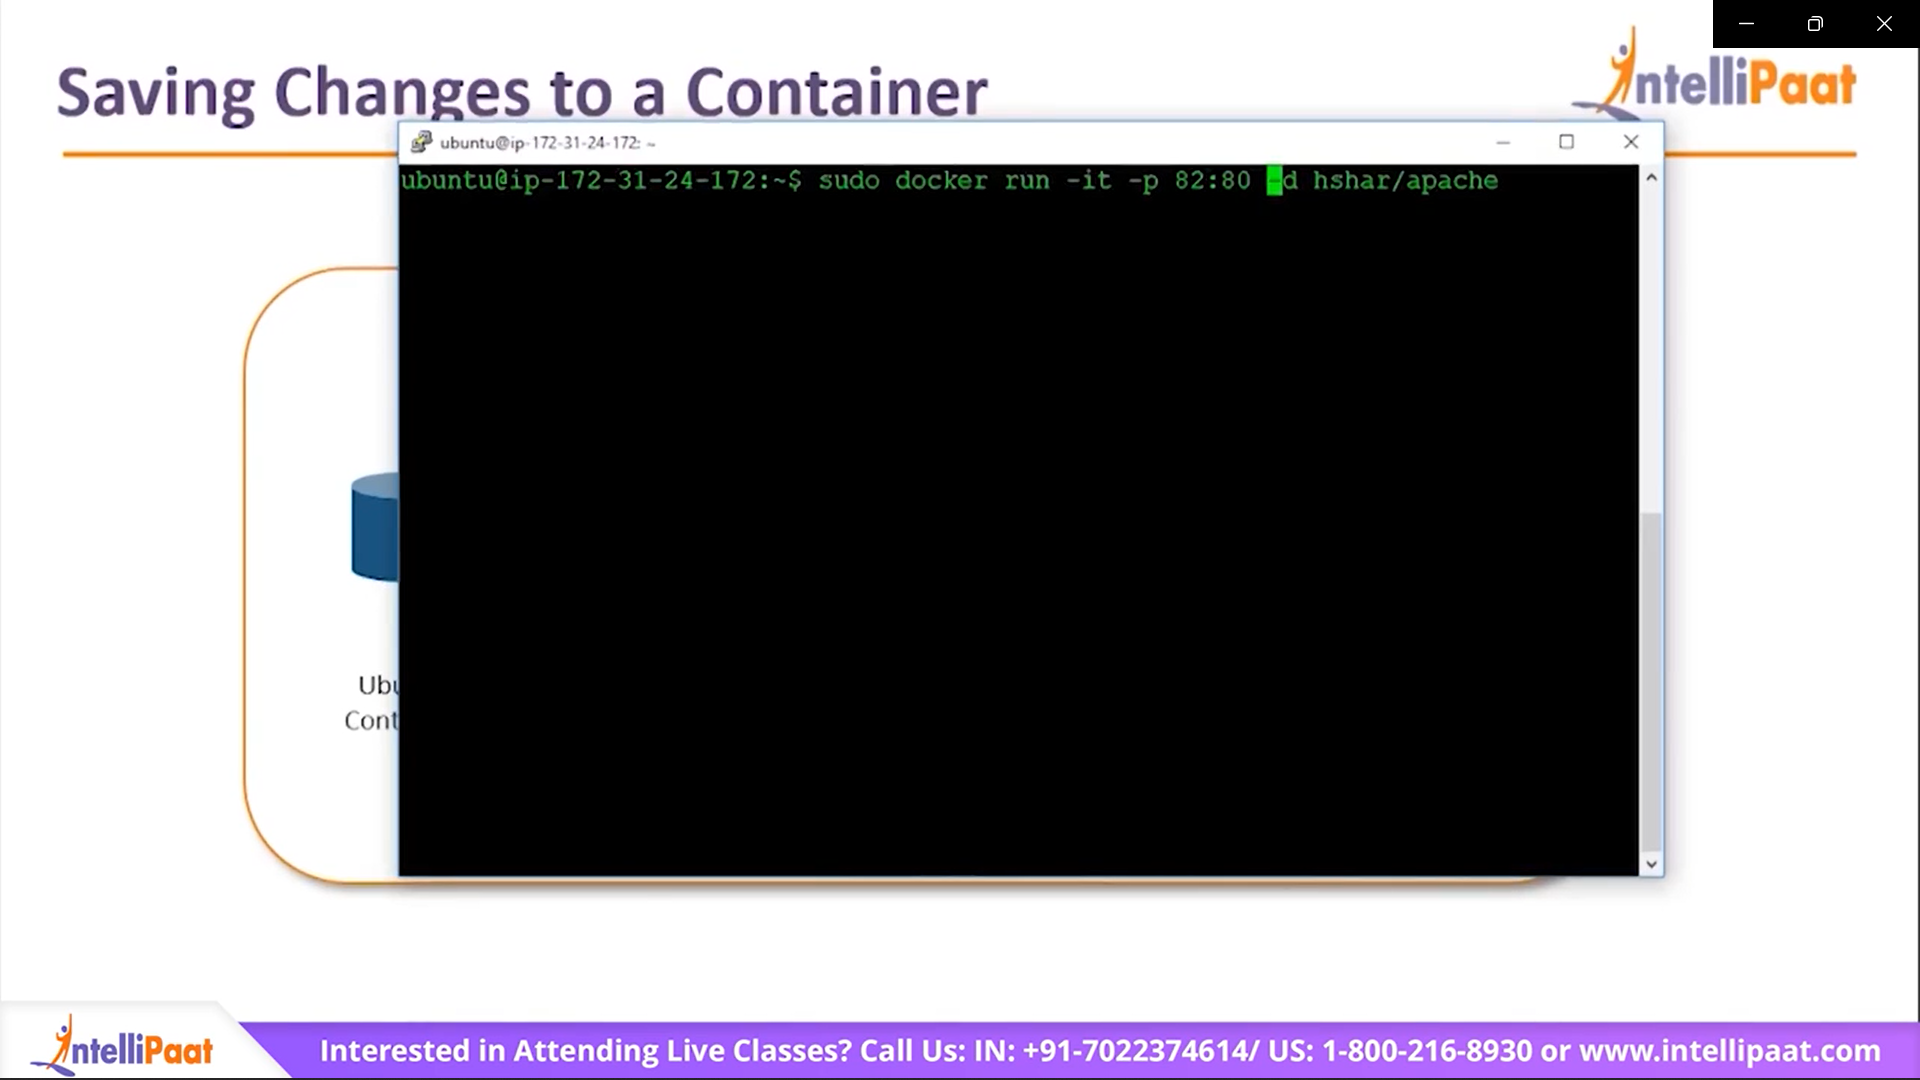 Saving Changes to a Container
IntelliPaat
ubuntu@ip-172-31-24-172: ~
ubuntu@ip-172-31-24-172:~$ sudo docker run -it -p 82:80 -d hshar/apache
Ubu
Cont
IntelliPaat
Interested in Attending Live Classes? Call Us: IN: +91-7022374614/ US: 1-800-216-8930 or www.intellipaat.com